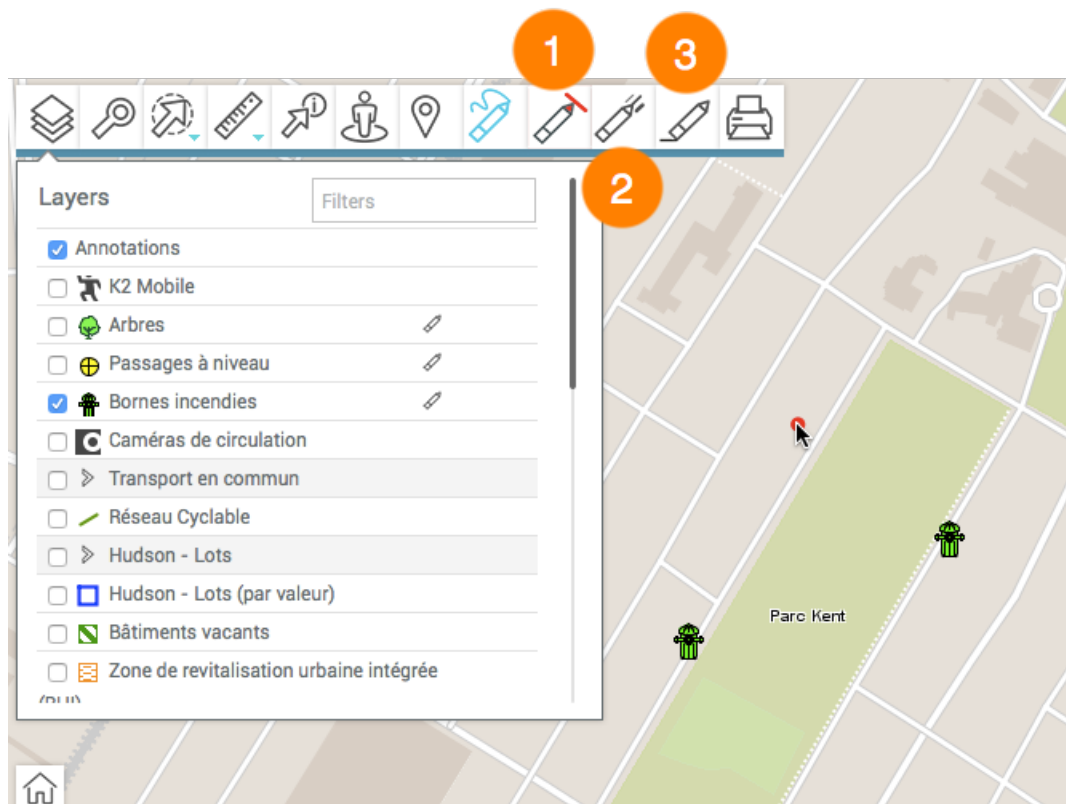 1
3
2
Layers
Filters
Annotations
K2 Mobile
Arbres
Passages à niveau
Bornes incendies
Caméras de circulation
Transport en commun
Réseau Cyclable
Hudson - Lots
Hudson - Lots (par valeur)
Bâtiments vacants
Zone de revitalisation urbaine intégrée
Parc Kent